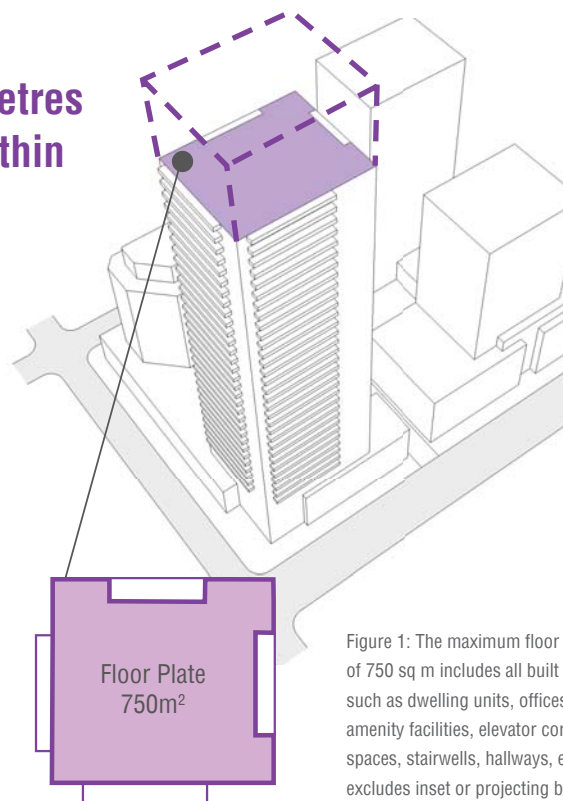 etres
thin
Floor Plate
750m²
Figure 1: The maximum floor
of 750 sq m includes all built
such as dwelling units, offices
amenity facilities, elevator cor
spaces, stairwells, hallways, e
excludes inset or projecting b